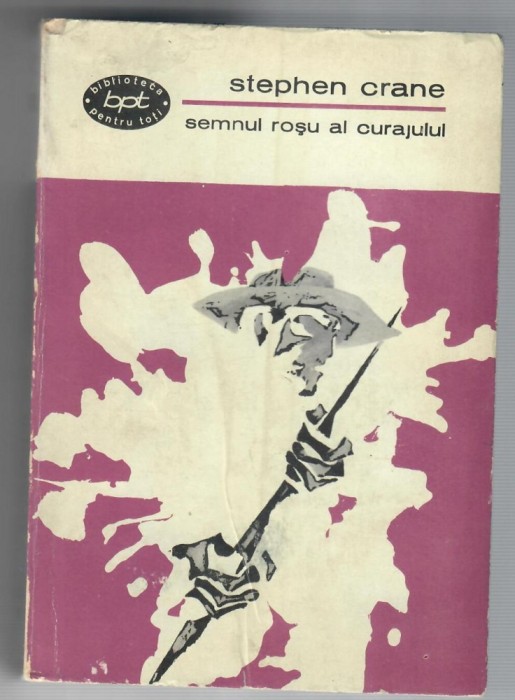 biblioteca
bpt
pentru toți
stephen crane
semnul roșu al curajului